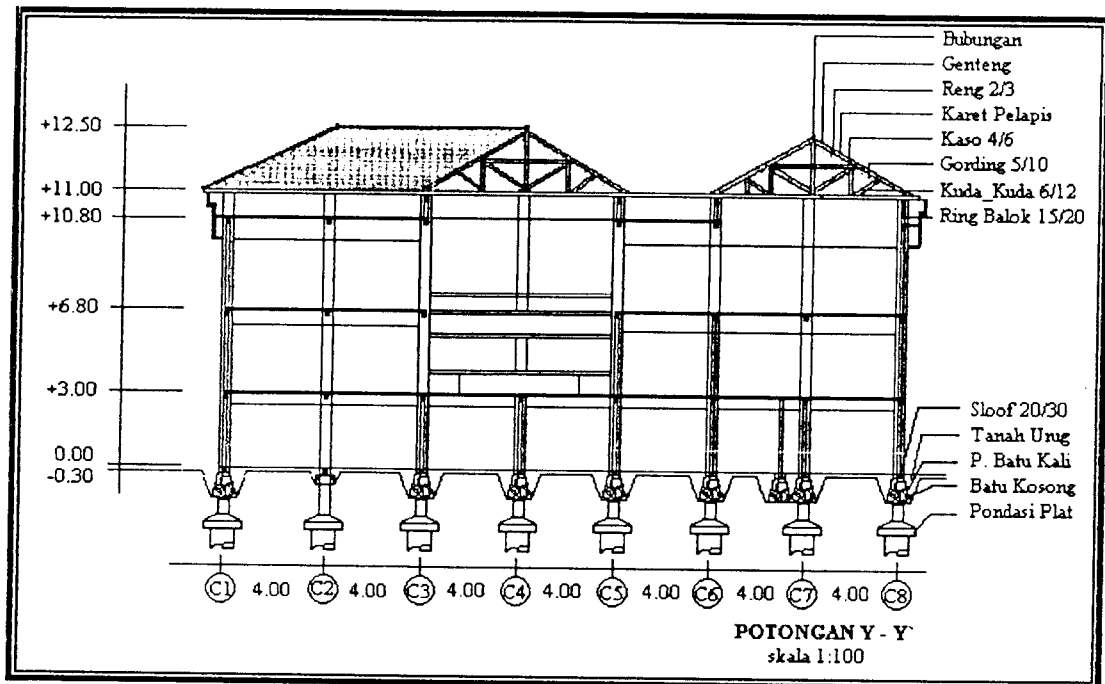 Bubungan
Genteng
Reng 2/3
Karet Pelapis
Kaso 4/6
Gording 5/10
Kuda_Kuda 6/12
Ring Balok 15/20
+12.50
+11.00
+10.80
+6.80
+3.00
0.00
-0.30
Sloof 20/30
Tanah Urug
P. Batu Kali
Batu Kosong
Pondasi Plat
C1 4.00 C2 4.00 C3 4.00 C4 4.00 C5 4.00 C6 4.00 C7 4.00 C8
POTONGAN Y - Y`
skala 1:100